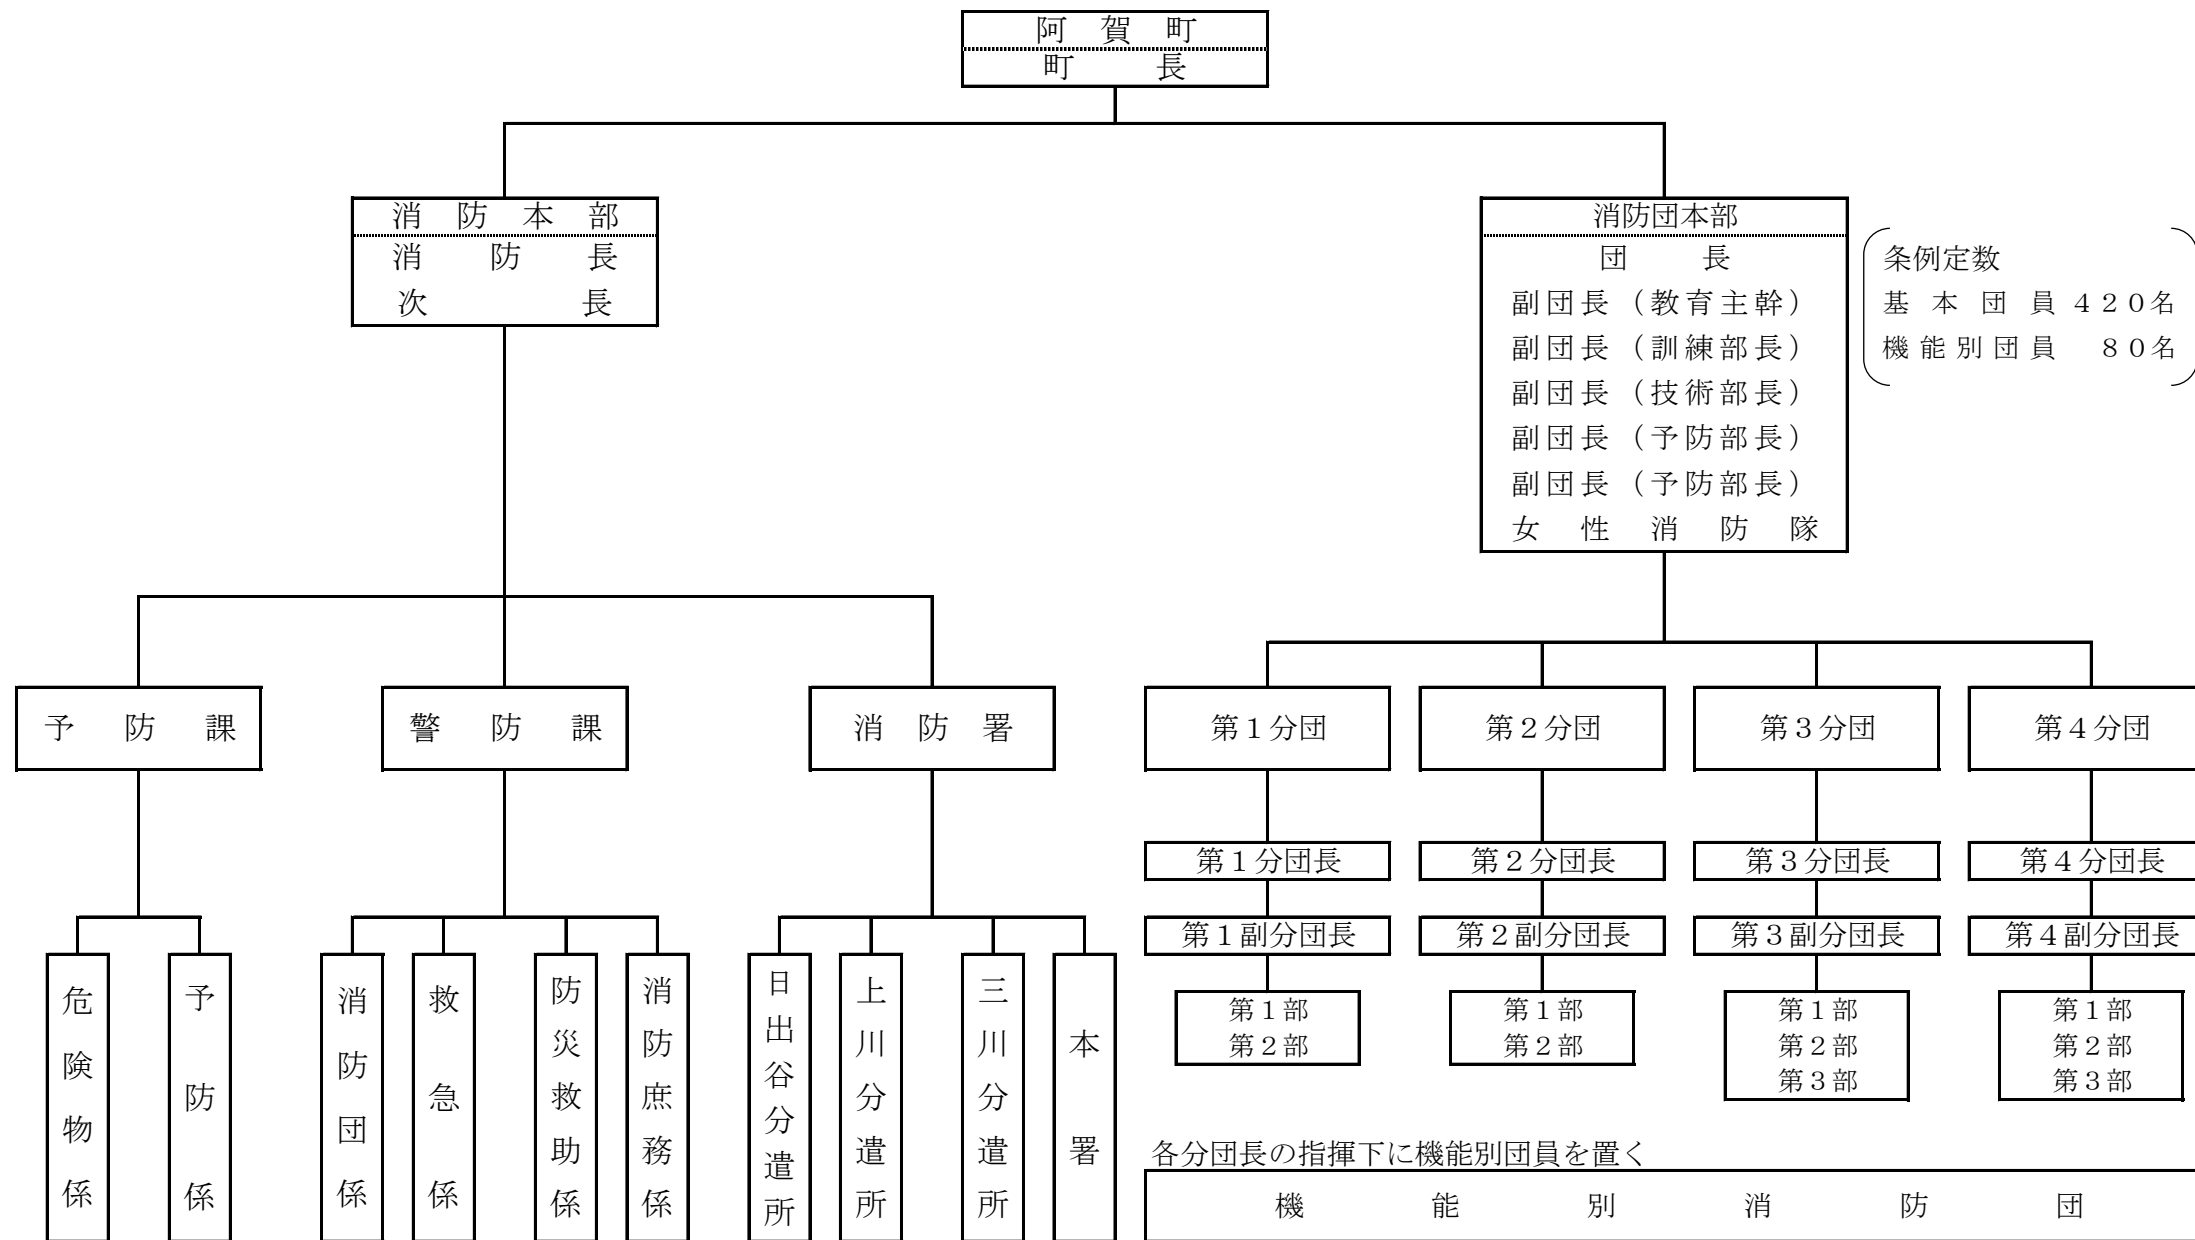 阿賀町
町長
消防本部
消防長
次長
消防団本部
団長
副団長（教育主幹）
副団長（訓練部長）
副団長（技術部長）
副団長（予防部長）
副団長（予防部長）
女性消防隊
条例定数
基本団員４２０名
機能別団員　８０名
予防課
警防課
消防署
第１分団
第２分団
第３分団
第４分団
第１分団長
第２分団長
第３分団長
第４分団長
第１副分団長
第２副分団長
第３副分団長
第４副分団長
危険物係
予防係
消防団係
救急係
防災救助係
消防庶務係
日出谷分遣所
上川分遣所
三川分遣所
本署
第１部
第２部
第１部
第２部
第１部
第２部
第３部
第１部
第２部
第３部
各分団長の指揮下に機能別団員を置く
機能別消防団